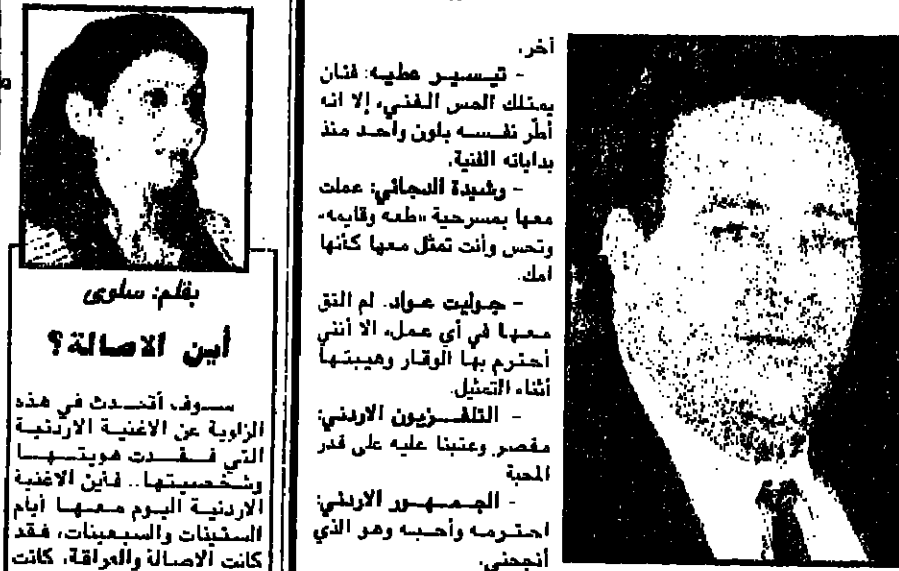 أخر.
- تيسير عطيه: فنان
يمتلك الحس الفني، إلا انه
أطّر نفسه بلون واحد منذ
بداياته الفنية.
- رشيدة الدجاني: عملت
معها بمسرحية «طعه وقايمه»
وتحس وأنت تمثل معها كأنها
امك.
- جوليت عواد. لم التق
معها في أي عمل، الا أنني
أحترم بها الوقار وهيبتها
أثناء التمثيل.
- التلفزيون الاردني:
مقصر وعتبنا عليه على قدر
المحبة
- الجمهور الاردني:
احترمه وأحبه وهو الذي
أنجحني.
بقلم: سلوى
أين الاصالة؟
سوف أتحدث في هذه
الزاوية عن الاغنية الاردنية
التي فقدت هويتها
وشخصيتها.. فأين الاغنية
الاردنية اليوم معها أيام
الستينات والسبعينات، فقد
كانت الاصالة والعراقة، كانت